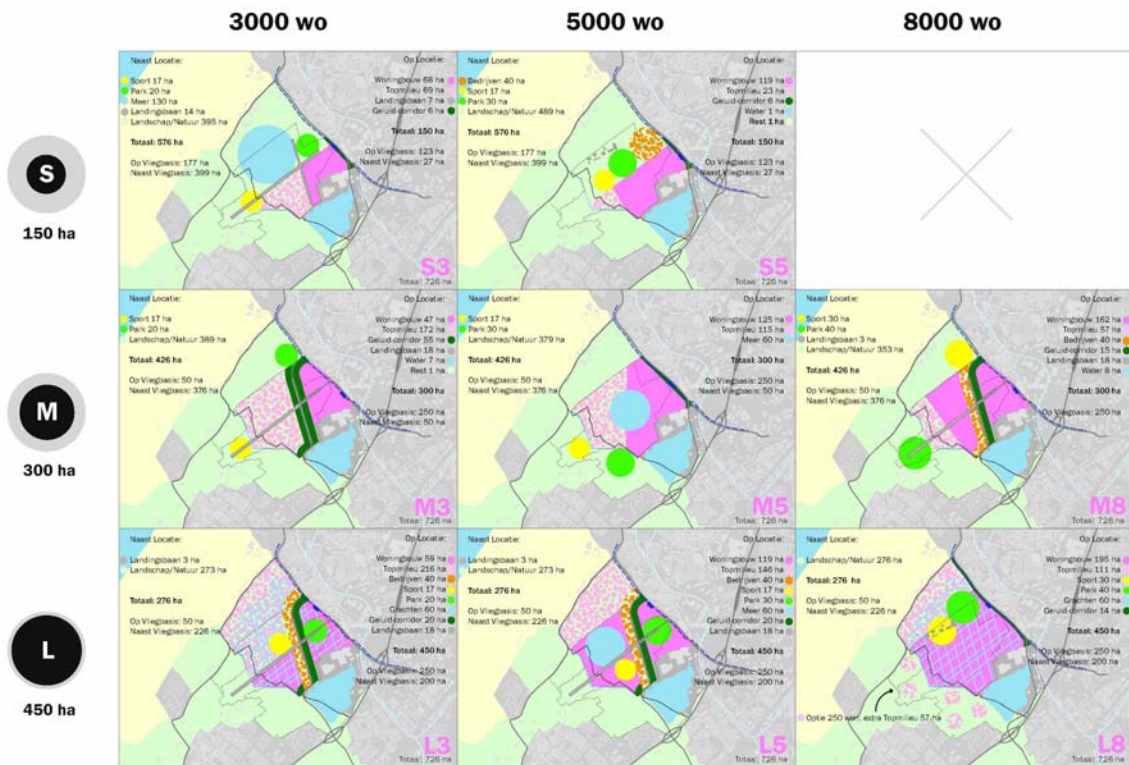 3000 wo
5000 wo
8000 wo
S
150 ha
Naast Locatie:
Sport 17 ha
Park 20 ha
Meer 130 ha
Landingsbaan 14 ha
Landschap/Natuur 395 ha
Totaal: 576 ha
Op Vliegbasis: 177 ha
Naast Vliegbasis: 399 ha
Op Locatie:
Woningbouw 68 ha
Topmilieu 69 ha
Landingsbaan 7 ha
Geluid-corridor 6 ha
Totaal: 150 ha
Op Vliegbasis: 123 ha
Naast Vliegbasis: 27 ha
S3
Totaal: 726 ha
Naast Locatie:
Bedrijven 40 ha
Sport 17 ha
Park 30 ha
Landschap/Natuur 489 ha
Totaal: 576 ha
Op Vliegbasis: 177 ha
Naast Vliegbasis: 399 ha
Op Locatie:
Woningbouw 119 ha
Topmilieu 23 ha
Geluid-corridor 6 ha
Water 1 ha
Rest 1 ha
Totaal: 150 ha
Op Vliegbasis: 123 ha
Naast Vliegbasis: 27 ha
S5
Totaal: 726 ha
M
300 ha
Naast Locatie:
Sport 17 ha
Park 20 ha
Landschap/Natuur 389 ha
Totaal: 426 ha
Op Vliegbasis: 50 ha
Naast Vliegbasis: 376 ha
Op Locatie:
Woningbouw 47 ha
Topmilieu 172 ha
Geluid-corridor 55 ha
Landingsbaan 18 ha
Water 7 ha
Rest 1 ha
Totaal: 300 ha
Op Vliegbasis: 250 ha
Naast Vliegbasis: 50 ha
M3
Totaal: 726 ha
Naast Locatie:
Sport 17 ha
Park 30 ha
Landschap/Natuur 379 ha
Totaal: 426 ha
Op Vliegbasis: 50 ha
Naast Vliegbasis: 376 ha
Op Locatie:
Woningbouw 125 ha
Topmilieu 115 ha
Meer 60 ha
Totaal: 300 ha
Op Vliegbasis: 250 ha
Naast Vliegbasis: 50 ha
M5
Totaal: 726 ha
Naast Locatie:
Sport 30 ha
Park 40 ha
Landingsbaan 3 ha
Landschap/Natuur 353 ha
Totaal: 426 ha
Op Vliegbasis: 50 ha
Naast Vliegbasis: 376 ha
Op Locatie:
Woningbouw 162 ha
Topmilieu 57 ha
Bedrijven 40 ha
Geluid-corridor 15 ha
Landingsbaan 18 ha
Water 8 ha
Totaal: 300 ha
Op Vliegbasis: 250 ha
Naast Vliegbasis: 50 ha
M8
Totaal: 726 ha
L
450 ha
Naast Locatie:
Landingsbaan 3 ha
Landschap/Natuur 273 ha
Totaal: 276 ha
Op Vliegbasis: 50 ha
Naast Vliegbasis: 226 ha
Op Locatie:
Woningbouw 59 ha
Topmilieu 216 ha
Bedrijven 40 ha
Sport 17 ha
Park 20 ha
Grachten 60 ha
Geluid-corridor 20 ha
Landingsbaan 18 ha
Totaal: 450 ha
Op Vliegbasis: 250 ha
Naast Vliegbasis: 200 ha
L3
Totaal: 726 ha
Naast Locatie:
Landingsbaan 3 ha
Landschap/Natuur 273 ha
Totaal: 276 ha
Op Vliegbasis: 50 ha
Naast Vliegbasis: 226 ha
Op Locatie:
Woningbouw 119 ha
Topmilieu 146 ha
Bedrijven 40 ha
Sport 17 ha
Park 30 ha
Meer 60 ha
Geluid-corridor 20 ha
Landingsbaan 18 ha
Totaal: 450 ha
Op Vliegbasis: 250 ha
Naast Vliegbasis: 200 ha
L5
Totaal: 726 ha
Naast Locatie:
Landschap/Natuur 276 ha
Totaal: 276 ha
Op Vliegbasis: 50 ha
Naast Vliegbasis: 226 ha
Op Locatie:
Woningbouw 195 ha
Topmilieu 111 ha
Sport 30 ha
Park 40 ha
Grachten 60 ha
Geluid-corridor 14 ha
Totaal: 450 ha
Op Vliegbasis: 250 ha
Naast Vliegbasis: 200 ha
Optie 250 won. extra Topmilieu 57 ha
L8
Totaal: 726 ha